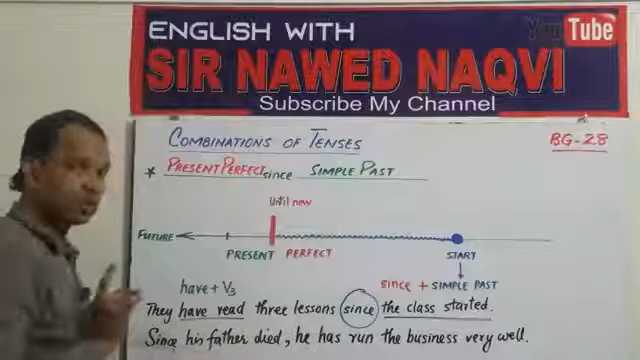 ENGLISH WITH
You Tube
SIR NAWED NAQVI
Subscribe My Channel
COMBINATIONS OF TENSES
BG-28
* PRESENT PERFECT since SIMPLE PAST
Until now
FUTURE
PRESENT PERFECT
START
have + V3
since + SIMPLE PAST
They have read three lessons since the class started.
Since his father died, he has run the business very well.